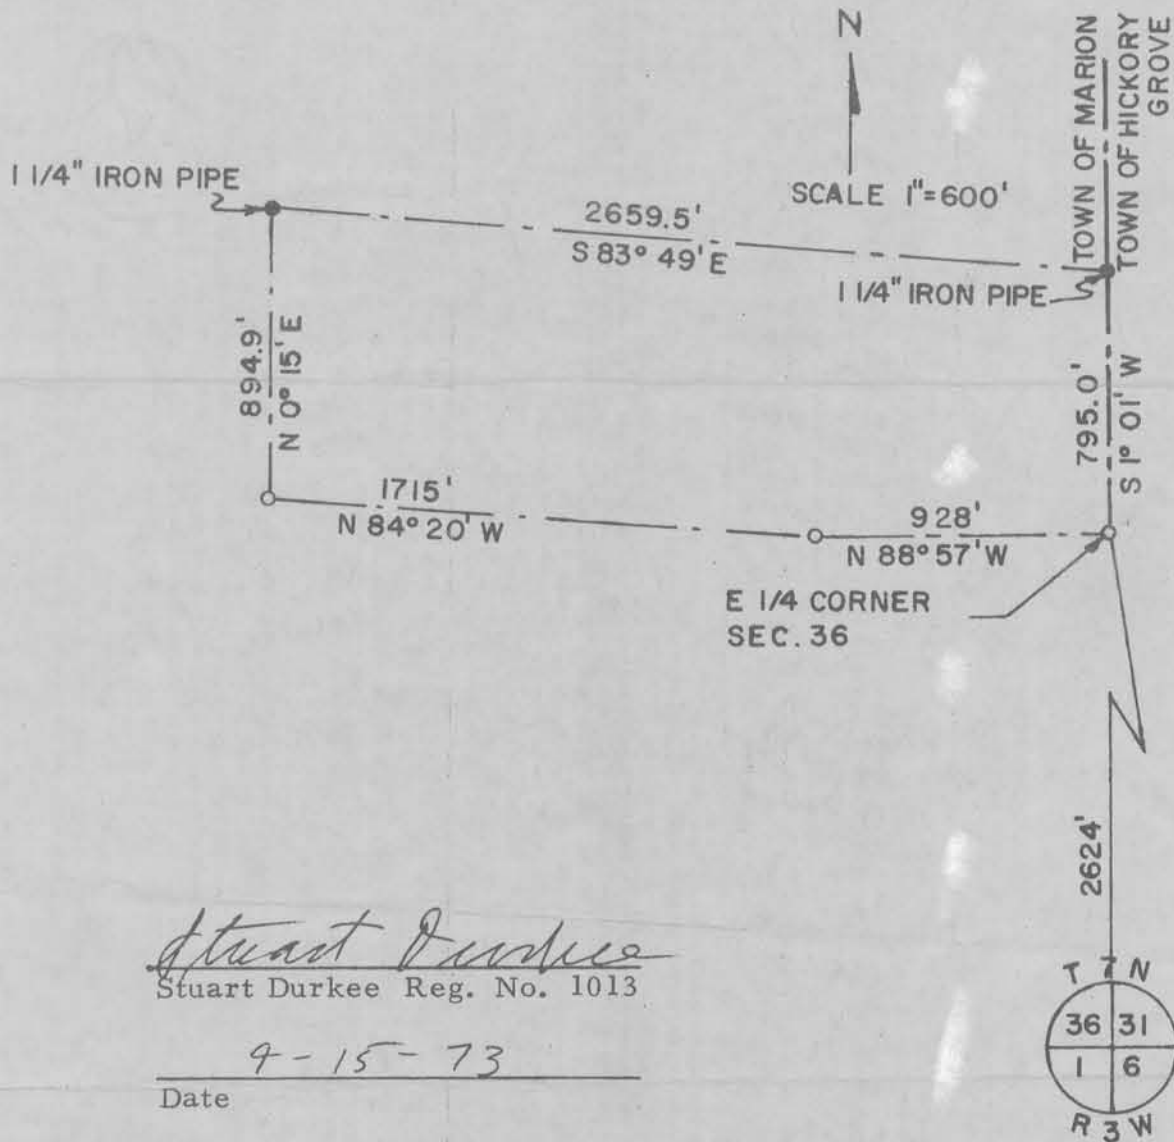 N
TOWN OF MARION
TOWN OF HICKORY
GROVE
SCALE 1"=600'
1 1/4" IRON PIPE
2659.5'
S 83° 49' E
1 1/4" IRON PIPE
894.9'
N 0° 15' E
795.0'
S 1° 01' W
1715'
N 84° 20' W
928'
N 88° 57' W
E 1/4 CORNER
SEC. 36
2624'
Stuart Durkee
Stuart Durkee Reg. No. 1013
T 7 N
36 31
1 6
R 3 W
-15-73
Date